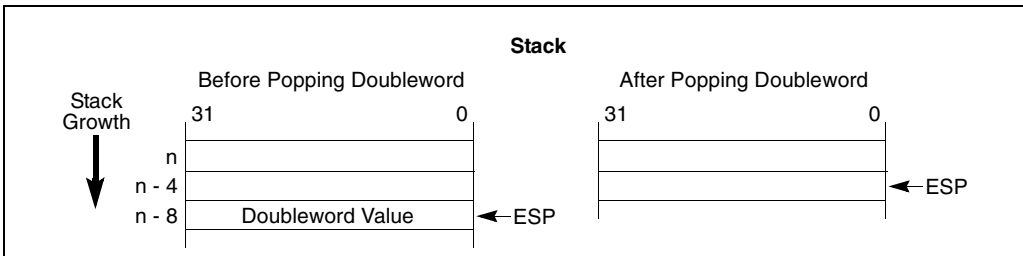 Stack
Before Popping Doubleword
After Popping Doubleword
Stack
Growth
31 0
31 0
n
n - 4
ESP
n - 8 Doubleword Value ESP